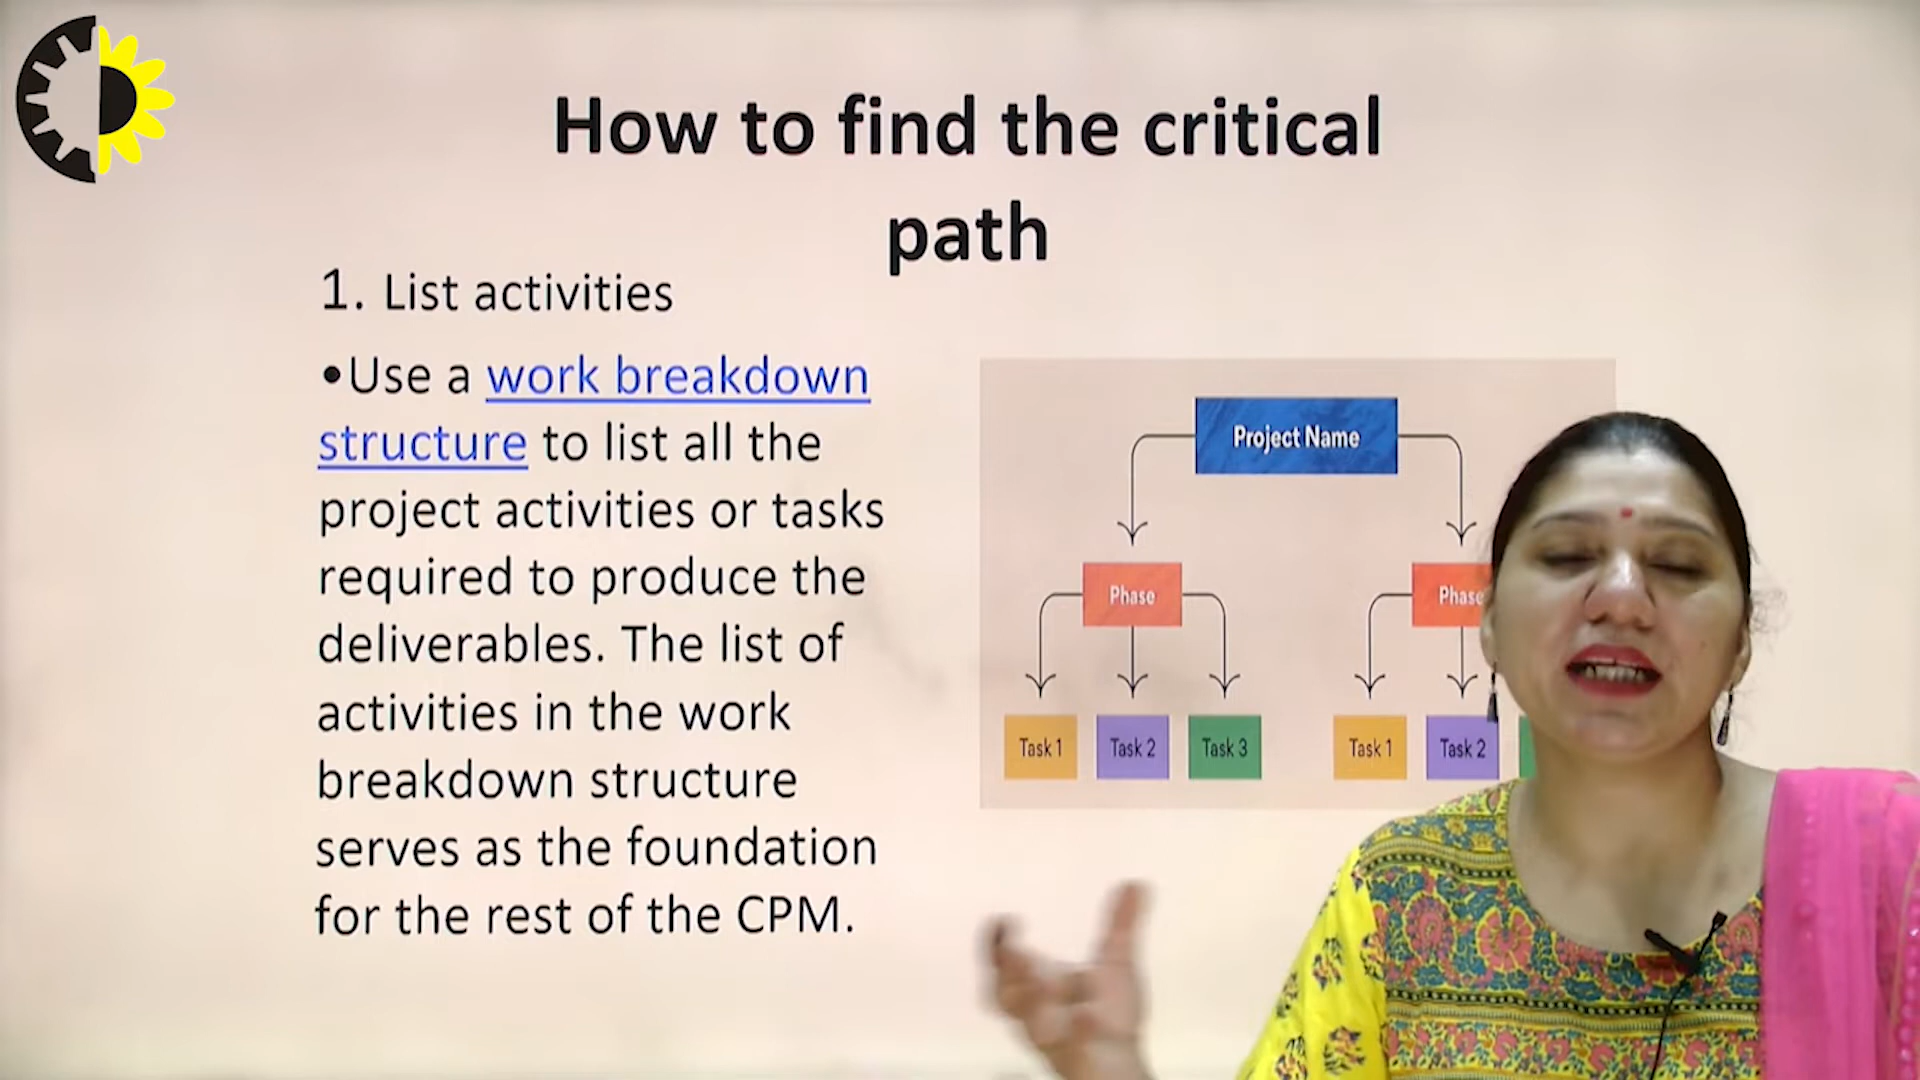 How to find the critical
path
1. List activities
•Use a work breakdown
structure to list all the
project activities or tasks
required to produce the
deliverables. The list of
activities in the work
breakdown structure
serves as the foundation
for the rest of the CPM.
Project Name
Phase
Phase
Task 1
Task 2
Task 3
Task 1
Task 2